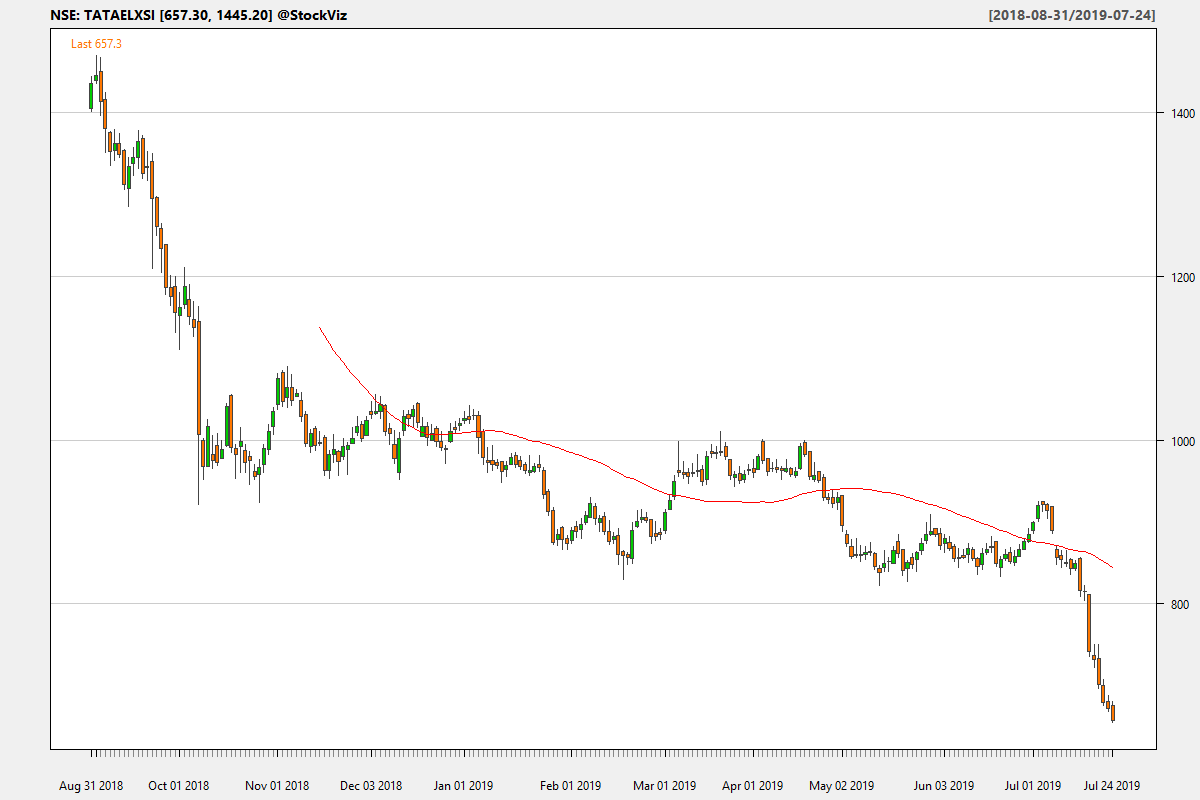 NSE: TATAELXSI [657.30, 1445.20] @StockViz [2018-08-31/2019-07-24]
Last 657.3
1400
1200
1000
800
Aug 31 2018 Oct 01 2018 Nov 01 2018 Dec 03 2018 Jan 01 2019 Feb 01 2019 Mar 01 2019 Apr 01 2019 May 02 2019 Jun 03 2019 Jul 01 2019 Jul 24 2019